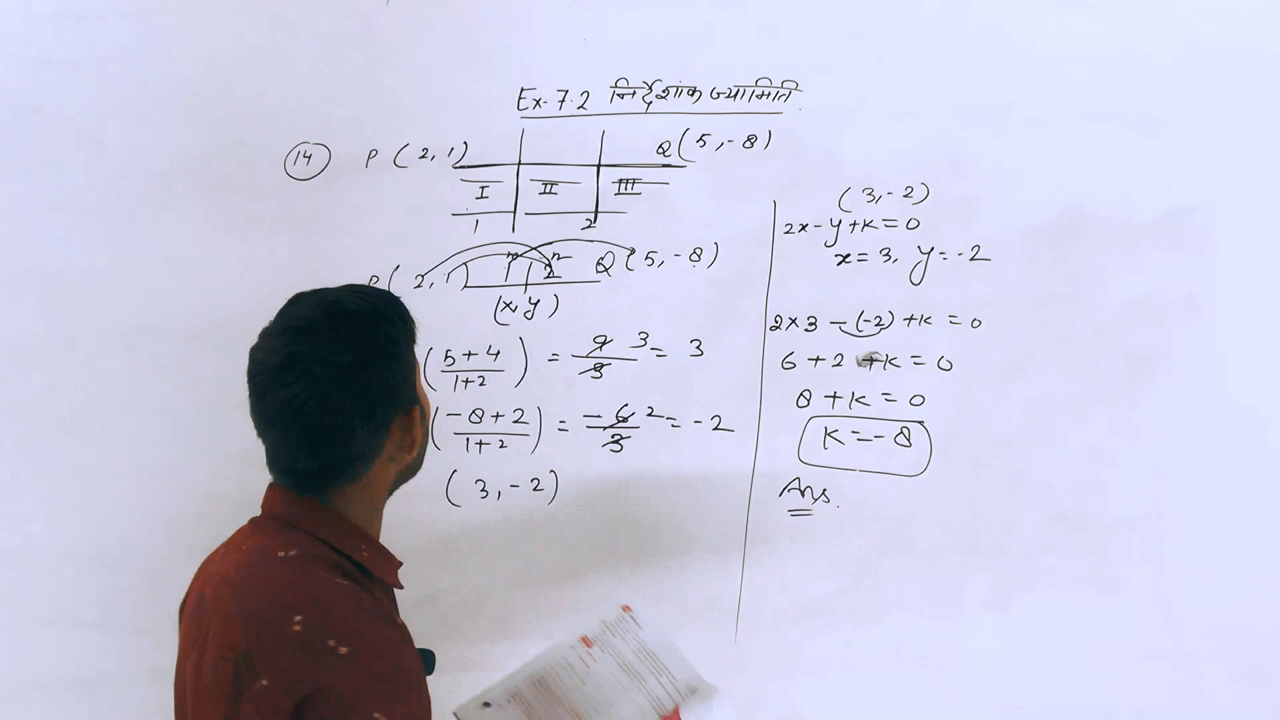 Ex-7.2 निर्देशांक ज्यामिति
14 P (2, 1) Q (5, -8)
I II III
1 2
P( 2, 1 1 2 Q (5, -8)
(x, y)
(5+4 / 1+2) = 9/3 3 = 3
(-8+2 / 1+2) = -6/3 2 = -2
(3, -2)
(3, -2)
2x-y+k=0
x=3, y=-2
2×3 -(-2) +k =0
6+2+k=0
8+k=0
k=-8
Ans.